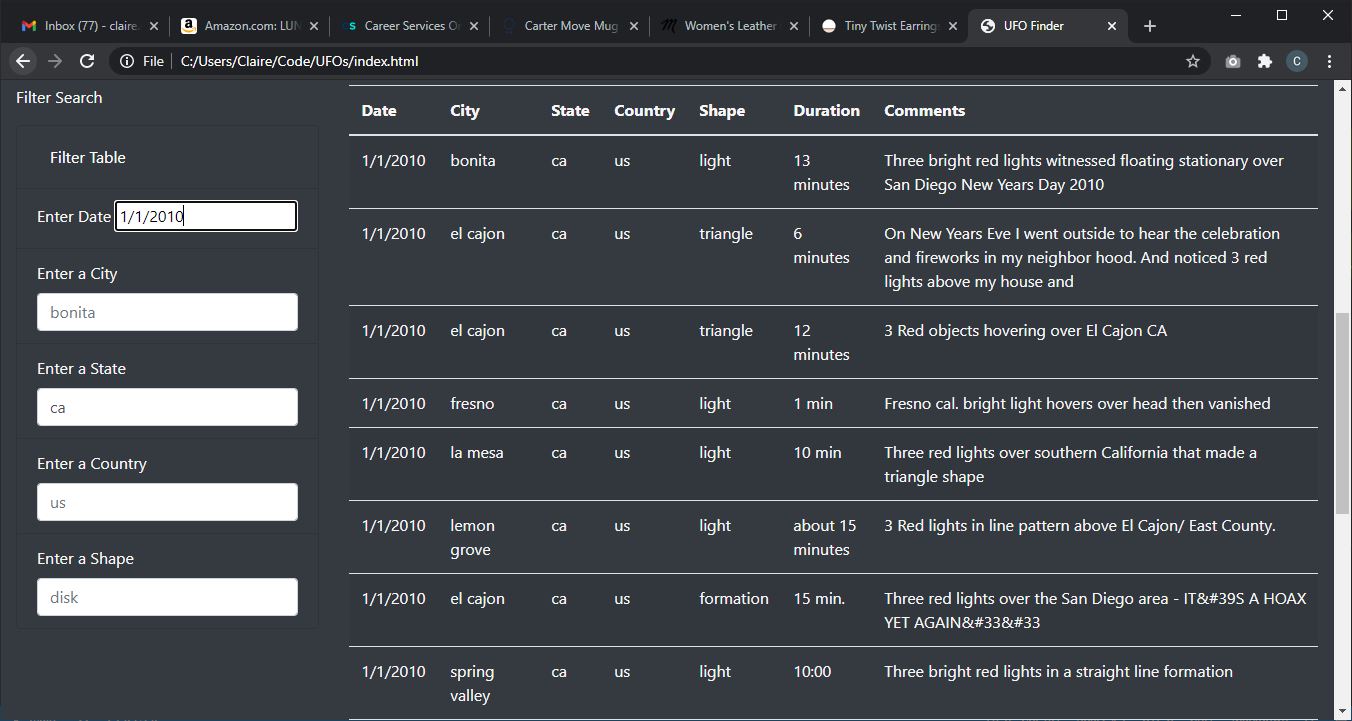 Inbox (77) - claire.
Amazon.com: LUN
cs Career Services O
Carter Move Mug
Women's Leather
Tiny Twist Earring
UFO Finder
File C:/Users/Claire/Code/UFOs/index.html
C
Filter Search
Filter Table
Enter Date 1/1/2010
Enter a City
bonita
Enter a State
ca
Enter a Country
us
Enter a Shape
disk
Date City State Country Shape Duration Comments
1/1/2010 bonita ca us light 13 Three bright red lights witnessed floating stationary over
minutes San Diego New Years Day 2010
1/1/2010 el cajon ca us triangle 6 On New Years Eve I went outside to hear the celebration
minutes and fireworks in my neighbor hood. And noticed 3 red
lights above my house and
1/1/2010 el cajon ca us triangle 12 3 Red objects hovering over El Cajon CA
minutes
1/1/2010 fresno ca us light 1 min Fresno cal. bright light hovers over head then vanished
1/1/2010 la mesa ca us light 10 min Three red lights over southern California that made a
triangle shape
1/1/2010 lemon ca us light about 15 3 Red lights in line pattern above El Cajon/ East County.
grove minutes
1/1/2010 el cajon ca us formation 15 min. Three red lights over the San Diego area - IT&#39S A HOAX
YET AGAIN&#33&#33
1/1/2010 spring ca us light 10:00 Three bright red lights in a straight line formation
valley